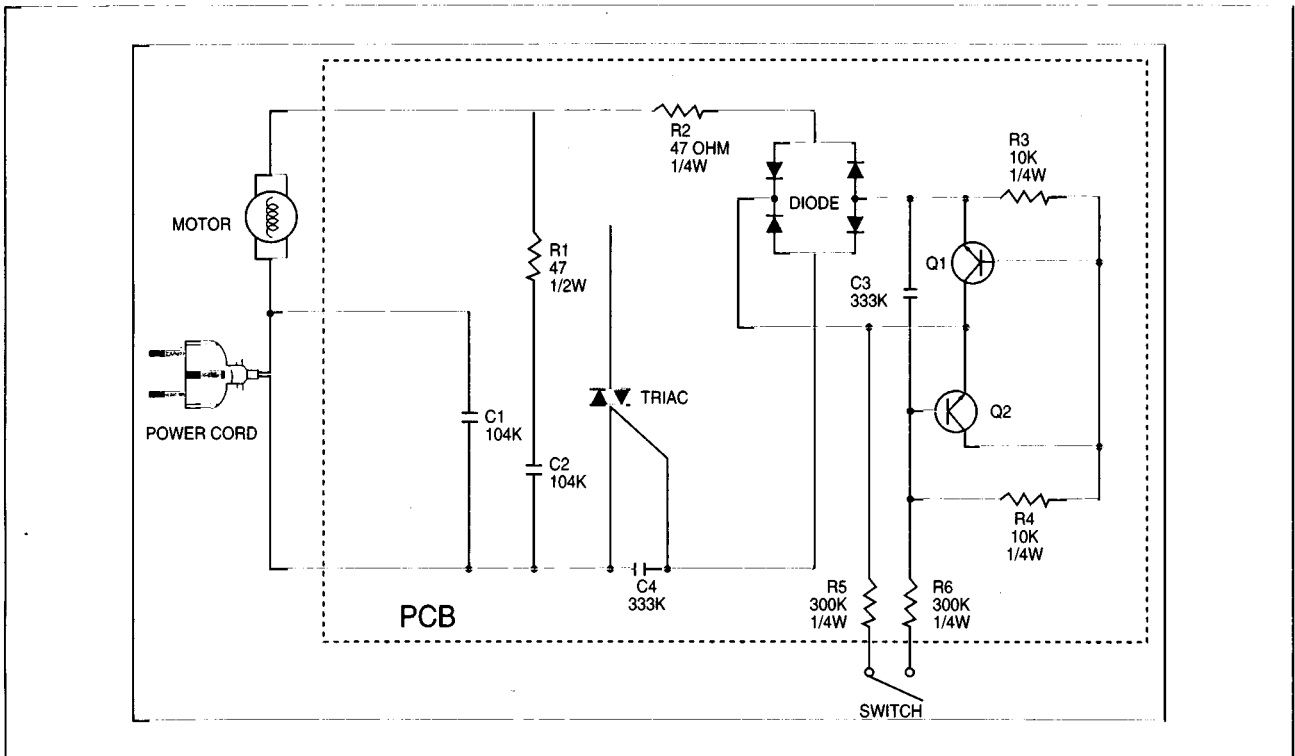 R2
47 OHM
1/4W
R3
10K
1/4W
DIODE
MOTOR
R1
47
1/2W
Q1
C3
333K
TRIAC
POWER CORD
C1
104K
C2
104K
Q2
R4
10K
1/4W
C4
333K
R5
300K
1/4W
R6
300K
1/4W
PCB
SWITCH